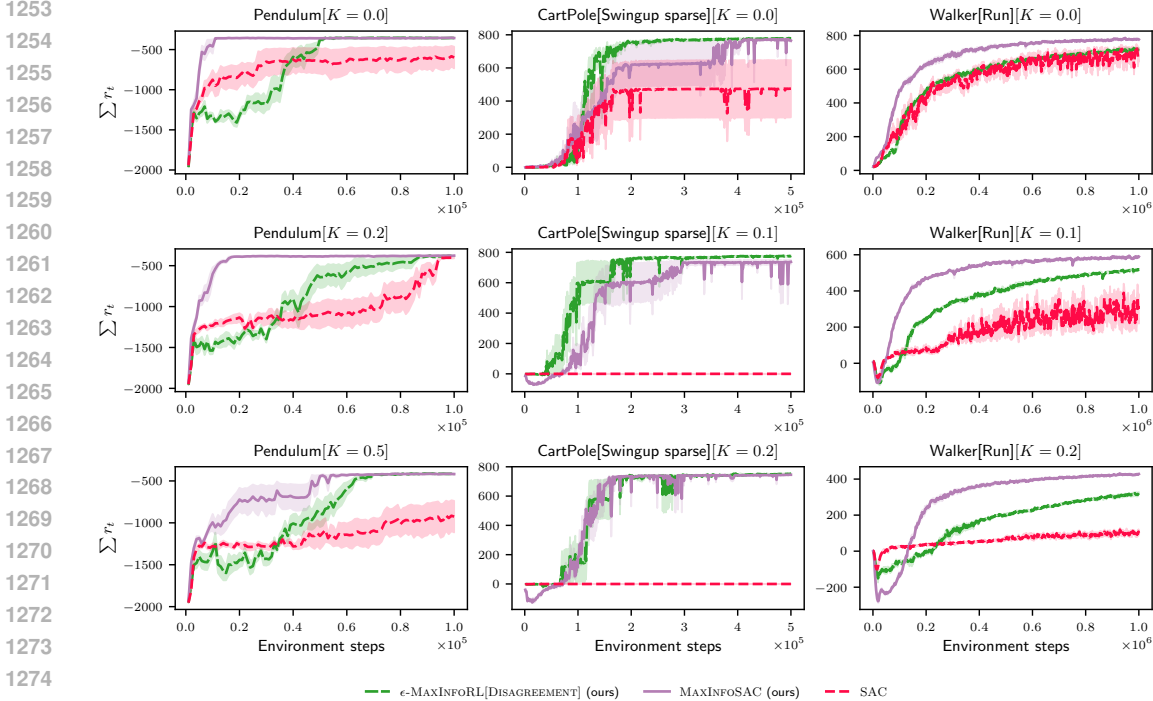 1253
1254
1255
1256
1257
1258
1259
1260
1261
1262
1263
1264
1265
1266
1267
1268
1269
1270
1271
1272
1273
1274
Pendulum[K = 0.0]
CartPole[Swingup sparse][K = 0.0]
Walker[Run][K = 0.0]
∑ r_t
−500
−1000
−1500
−2000
0.0 0.2 0.4 0.6 0.8 1.0
×10^5
800
600
400
200
0
0 1 2 3 4 5
×10^5
800
600
400
200
0
0.0 0.2 0.4 0.6 0.8 1.0
×10^6
Pendulum[K = 0.2]
CartPole[Swingup sparse][K = 0.1]
Walker[Run][K = 0.1]
∑ r_t
−500
−1000
−1500
−2000
0.0 0.2 0.4 0.6 0.8 1.0
×10^5
800
600
400
200
0
0 1 2 3 4 5
×10^5
600
400
200
0
0.0 0.2 0.4 0.6 0.8 1.0
×10^6
Pendulum[K = 0.5]
CartPole[Swingup sparse][K = 0.2]
Walker[Run][K = 0.2]
∑ r_t
−500
−1000
−1500
−2000
0.0 0.2 0.4 0.6 0.8 1.0
×10^5
Environment steps
800
600
400
200
0
0 1 2 3 4 5
×10^5
Environment steps
400
200
0
−200
0.0 0.2 0.4 0.6 0.8 1.0
×10^6
Environment steps
ϵ-MAXINFORL[DISAGREEMENT] (ours)
MAXINFOSAC (ours)
SAC